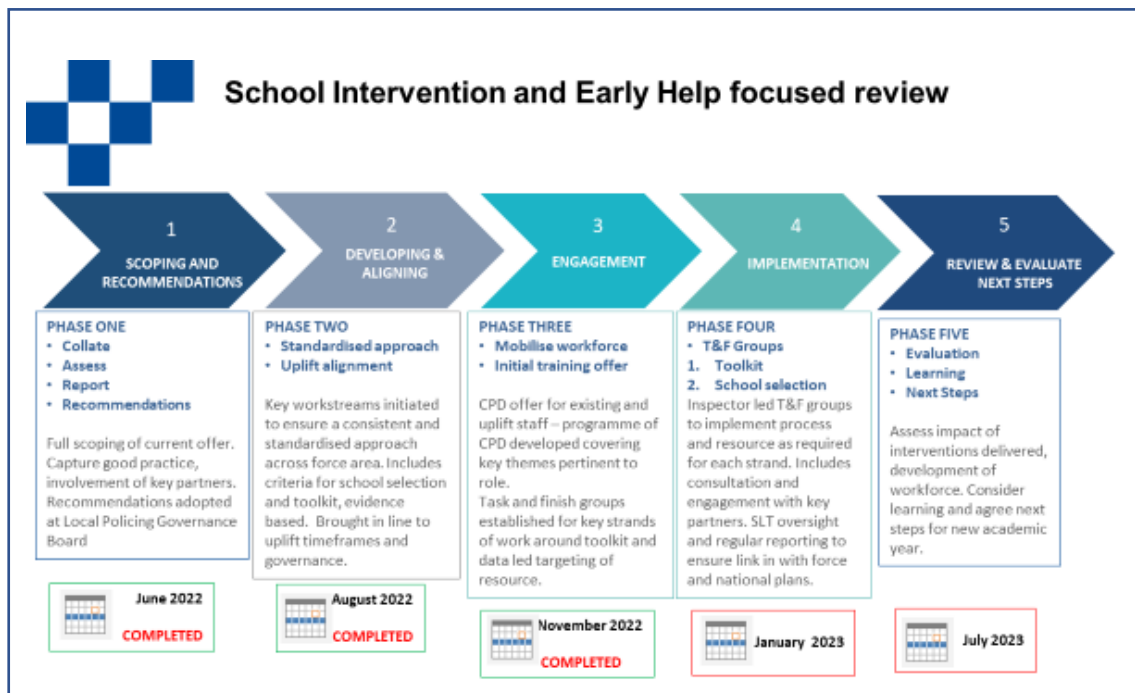 School Intervention and Early Help focused review
1
SCOPING AND
RECOMMENDATIONS
2
DEVELOPING &
ALIGNING
3
ENGAGEMENT
4
IMPLEMENTATION
5
REVIEW & EVALUATE
NEXT STEPS
PHASE ONE
• Collate
• Assess
• Report
• Recommendations
Full scoping of current offer.
Capture good practice,
involvement of key partners.
Recommendations adopted
at Local Policing Governance
Board
PHASE TWO
• Standardised approach
• Uplift alignment
Key workstreams initiated
to ensure a consistent and
standardised approach
across force area. Includes
criteria for school selection
and toolkit, evidence
based. Brought in line to
uplift timeframes and
governance.
PHASE THREE
• Mobilise workforce
• Initial training offer
CPD offer for existing and
uplift staff – programme of
CPD developed covering
key themes pertinent to
role.
Task and finish groups
established for key strands
of work around toolkit and
data led targeting of
resource.
PHASE FOUR
• T&F Groups
1. Toolkit
2. School selection
Inspector led T&F groups
to implement process
and resource as required
for each strand. Includes
consultation and
engagement with key
partners. SLT oversight
and regular reporting to
ensure link in with force
and national plans.
PHASE FIVE
• Evaluation
• Learning
• Next Steps
Assess impact of
interventions delivered,
development of
workforce. Consider
learning and agree next
steps for new academic
year.
June 2022
COMPLETED
August 2022
COMPLETED
November 2022
COMPLETED
January 2023
July 2023